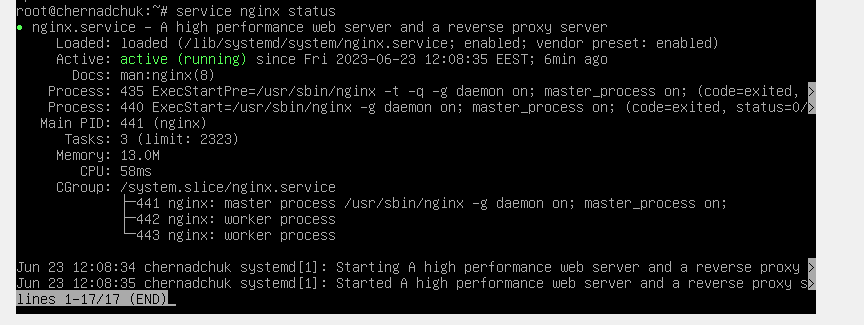 root@chernadchuk:~# service nginx status
● nginx.service - A high performance web server and a reverse proxy server
     Loaded: loaded (/lib/systemd/system/nginx.service; enabled; vendor preset: enabled)
     Active: active (running) since Fri 2023-06-23 12:08:35 EEST; 6min ago
       Docs: man:nginx(8)
    Process: 435 ExecStartPre=/usr/sbin/nginx -t -q -g daemon on; master_process on; (code=exited, >
    Process: 440 ExecStart=/usr/sbin/nginx -g daemon on; master_process on; (code=exited, status=0/>
   Main PID: 441 (nginx)
      Tasks: 3 (limit: 2323)
     Memory: 13.0M
        CPU: 58ms
     CGroup: /system.slice/nginx.service
             ├─441 nginx: master process /usr/sbin/nginx -g daemon on; master_process on;
             ├─442 nginx: worker process
             └─443 nginx: worker process

Jun 23 12:08:34 chernadchuk systemd[1]: Starting A high performance web server and a reverse proxy >
Jun 23 12:08:35 chernadchuk systemd[1]: Started A high performance web server and a reverse proxy s>
lines 1-17/17 (END)